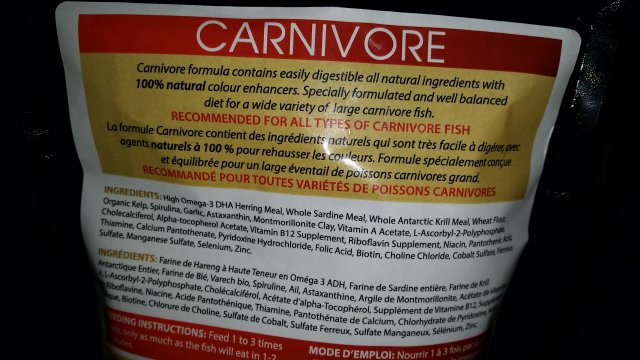 CARNIVORE
Carnivore formula contains easily digestible all natural ingredients with
100% natural colour enhancers. Specially formulated and well balanced
diet for a wide variety of large carnivore fish.
RECOMMENDED FOR ALL TYPES OF CARNIVORE FISH
La formule Carnivore contient des ingrédients naturels qui sont très facile à digérer, avec
agents naturels à 100 % pour rehausser les couleurs. Formule spécialement conçue
et équilibrée pour un large éventail de poissons carnivores grand.
RECOMMANDÉ POUR TOUTES VARIÉTÉS DE POISSONS CARNIVORES
INGREDIENTS: High Omega-3 DHA Herring Meal, Whole Sardine Meal, Whole Antarctic Krill Meal, Wheat Flour,
Organic Kelp, Spirulina, Garlic, Astaxanthin, Montmorillonite Clay, Vitamin A Acetate, L-Ascorbyl-2-Polyphosphate,
Cholecalciferol, Alpha-tocopherol Acetate, Vitamin B12 Supplement, Riboflavin Supplement, Niacin, Pantothenic Acid,
Thiamine, Calcium Pantothenate, Pyridoxine Hydrochloride, Folic Acid, Biotin, Choline Chloride, Cobalt Sulfate, Ferrous
Sulfate, Manganese Sulfate, Selenium, Zinc.
INGRÉDIENTS: Farine de Hareng à Haute Teneur en Oméga 3 ADH, Farine de Sardine entière, Farine de Krill
Antarctique Entier, Farine de Blé, Varech bio, Spiruline, Ail, Astaxanthine, Argile de Montmorillonite, Acétate de vitamine
A, L-Ascorbyl-2-Polyphosphate, Cholécalciférol, Acétate d'alpha-Tocophérol, Supplément de Vitamine B12, Supplément
Riboflavine, Niacine, Acide Pantothénique, Thiamine, Pantothénate de Calcium, Chlorhydrate de Pyridoxine, Acide
Biotine, Chlorure de Choline, Sulfate de Cobalt, Sulfate Ferreux, Sulfate Manganeux, Sélénium, Zinc.
FEEDING INSTRUCTIONS: Feed 1 to 3 times
only as much as the fish will eat in 1-2
MODE D'EMPLOI: Nourrir 1 à 3 fois par